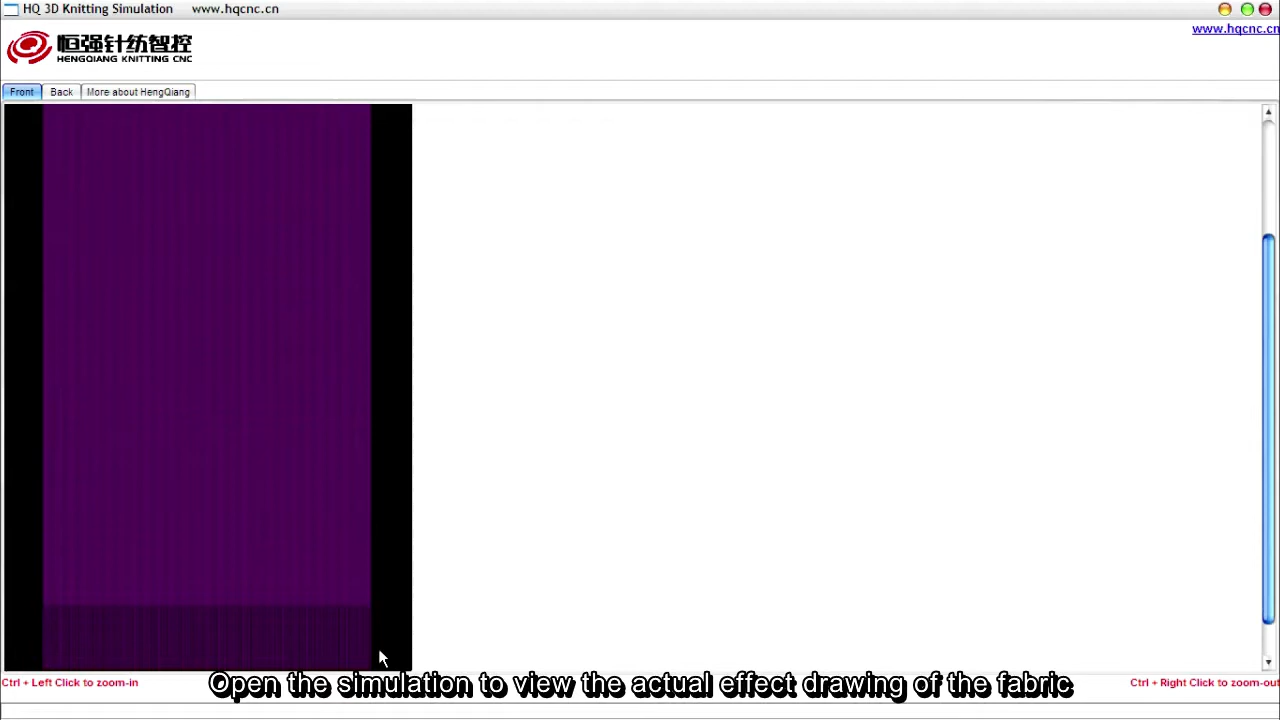 HQ 3D Knitting Simulation www.hqcnc.cn
www.hqcnc.cn
恒强针纺智控
HENGQIANG KNITTING CNC
Front Back More about HengQiang
Ctrl + Left Click to zoom-in
Open the simulation to view the actual effect drawing of the fabric
Ctrl + Right Click to zoom-out